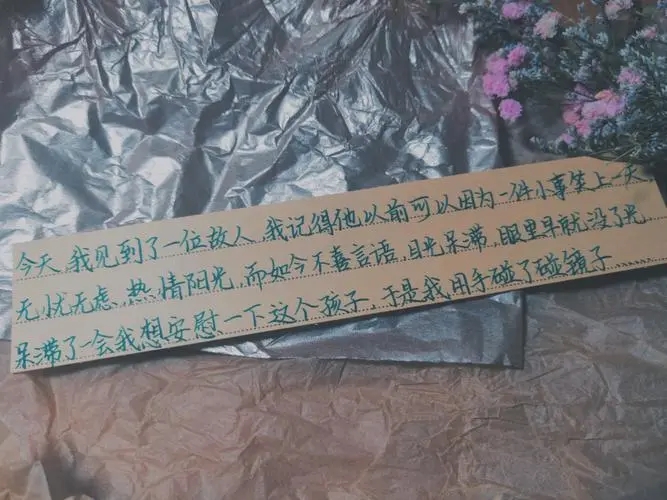 今天,我见到了一位故人,我记得他以前可以因为一件小事笑上一天
无忧无虑,热情阳光,而如今不喜言语,目光呆滞,眼里早就没了光
呆滞了一会我想安慰一下这个孩子,于是我用手碰了碰镜子